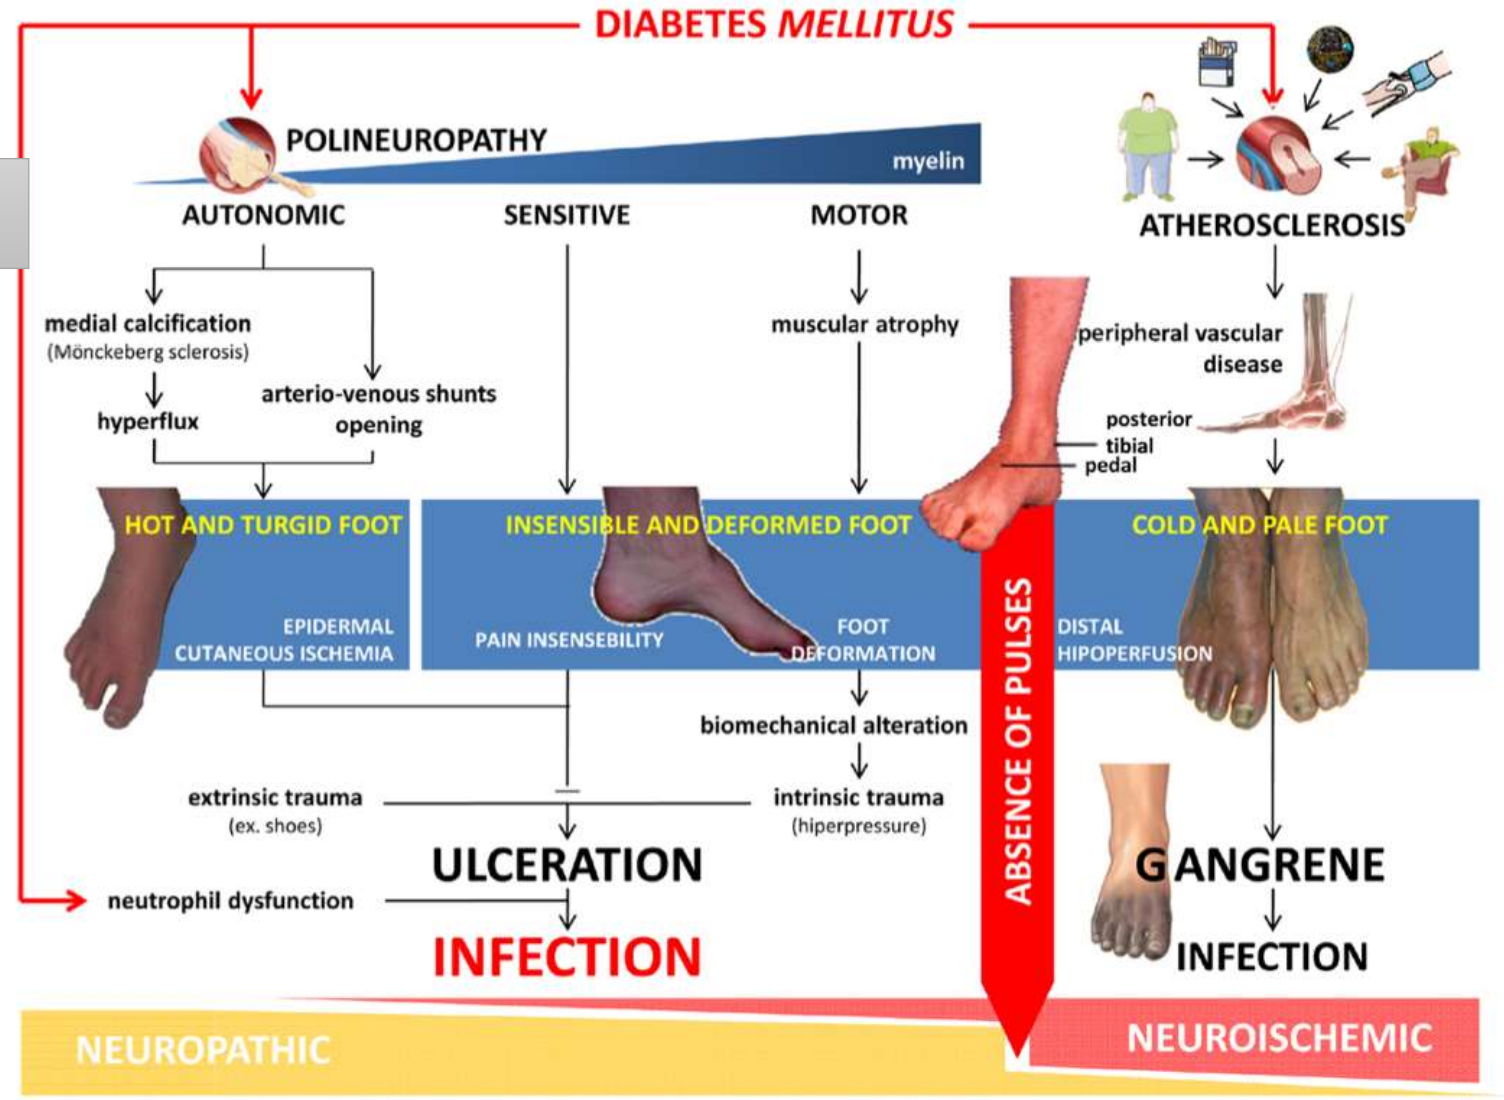 DIABETES MELLITUS
POLINEUROPATHY
myelin
AUTONOMIC
SENSITIVE
MOTOR
ATHEROSCLEROSIS
medial calcification
(Mönckeberg sclerosis)
hyperflux
arterio-venous shunts
opening
muscular atrophy
peripheral vascular
disease
posterior
tibial
pedal
HOT AND TURGID FOOT
INSENSIBLE AND DEFORMED FOOT
COLD AND PALE FOOT
EPIDERMAL
CUTANEOUS ISCHEMIA
PAIN INSENSEBILITY
FOOT
DEFORMATION
DISTAL
HIPOPERFUSION
ABSENCE OF PULSES
biomechanical alteration
extrinsic trauma
(ex. shoes)
intrinsic trauma
(hiperpressure)
ULCERATION
GANGRENE
neutrophil dysfunction
INFECTION
INFECTION
NEUROPATHIC
NEUROISCHEMIC